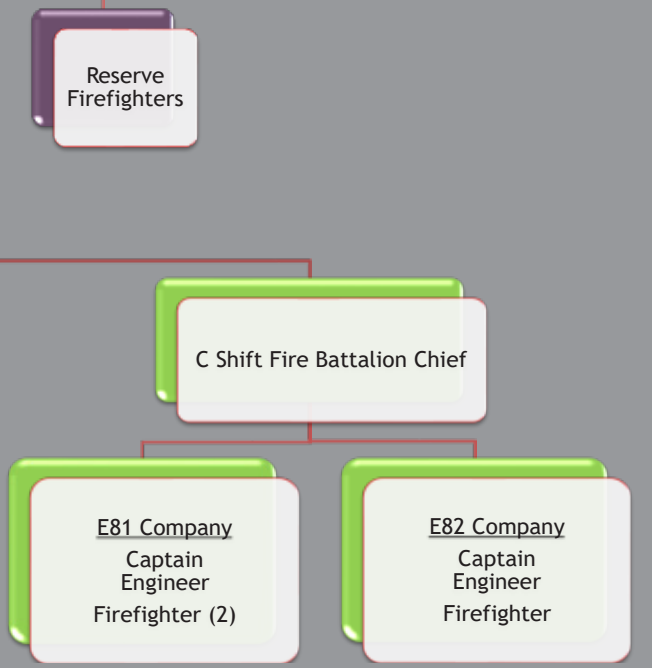 Reserve
Firefighters
C Shift Fire Battalion Chief
E81 Company
Captain
Engineer
Firefighter (2)
E82 Company
Captain
Engineer
Firefighter